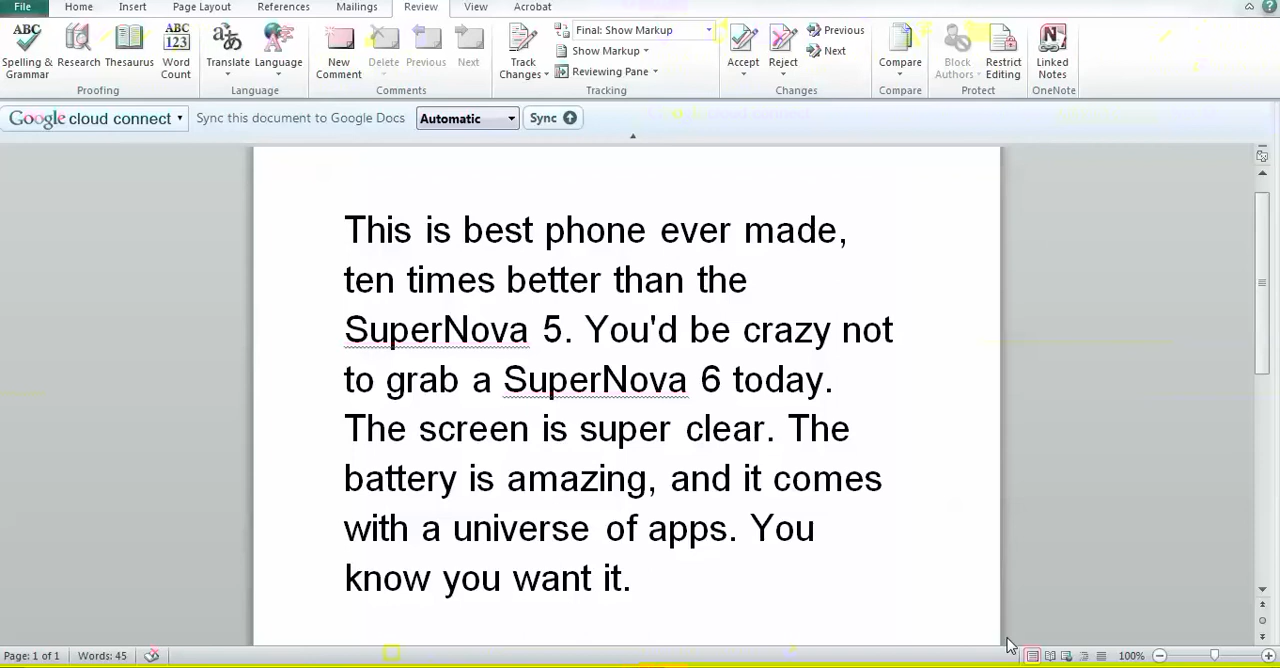 File Home Insert Page Layout References Mailings Review View Acrobat
ABC ABC 123 Final: Show Markup Previous
Spelling & Grammar Research Thesaurus Word Count Translate Language New Comment Delete Previous Next Track Changes Show Markup Reviewing Pane Accept Reject Next Compare Block Authors Restrict Editing Linked Notes
Proofing Language Comments Tracking Changes Compare Protect OneNote
Google cloud connect Sync this document to Google Docs Automatic Sync
This is best phone ever made,
ten times better than the
SuperNova 5. You'd be crazy not
to grab a SuperNova 6 today.
The screen is super clear. The
battery is amazing, and it comes
with a universe of apps. You
know you want it.
Page: 1 of 1 Words: 45 100%